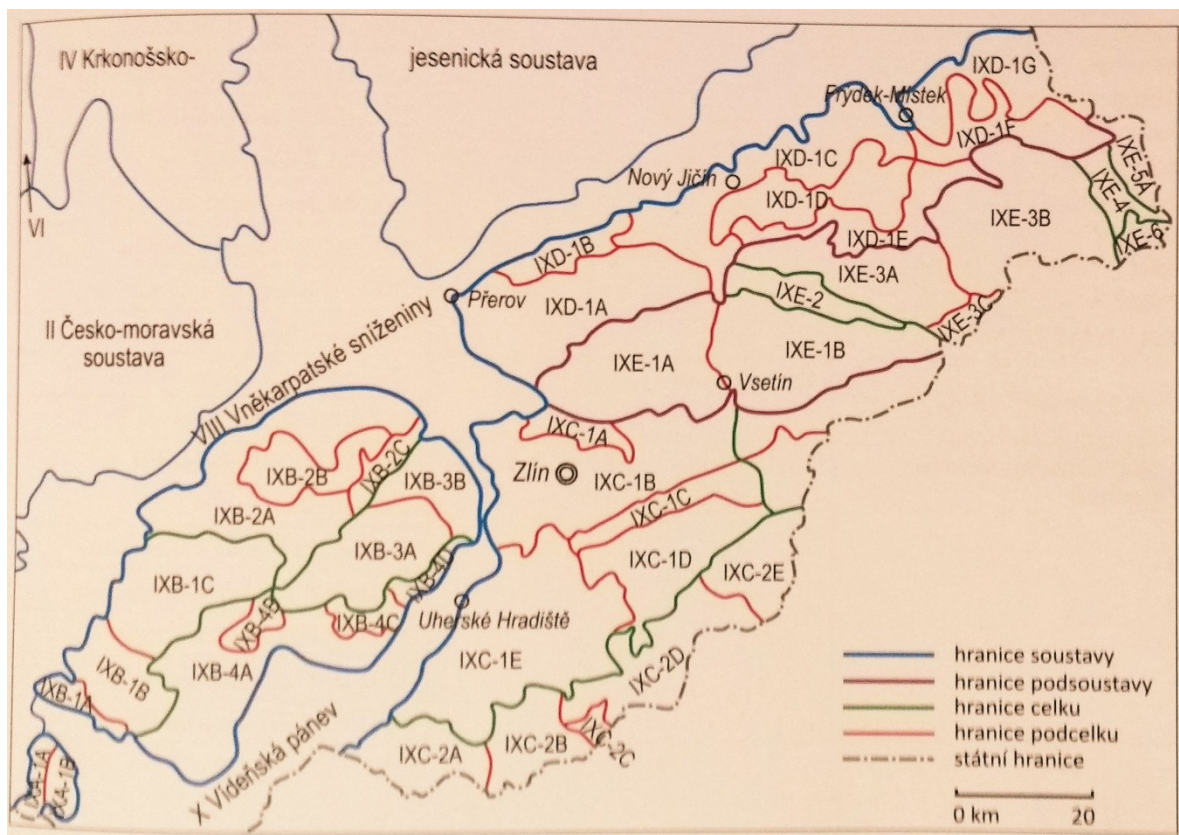 IV Krkonošsko-
jesenická soustava
IXD-1G
Frýdek-Místek
IXD-1F
IXD-1C
IXE-5A
Nový Jičín
IXE-4
IXD-1D
IXE-3B
VI
IXE-6
IXD-1B
IXD-1E
IXE-3A
Přerov
IXE-2
IXD-1A
IXE-3C
II Česko-moravská
soustava
VIII Vněkarpatské sníženiny
IXE-1A
IXE-1B
Vsetín
IXC-1A
IXB-2C
IXB-2B
IXB-3B
Zlín
IXC-1B
IXC-1C
IXB-2A
IXB-3A
IXC-1D
IXB-4D
IXC-2E
IXB-1C
IXB-4B
IXB-4C
Uherské Hradiště
IXB-4A
IXC-1E
IXC-2D
IXB-1B
IXB-1A
hranice soustavy
hranice podsoustavy
hranice celku
hranice podcelku
státní hranice
0 km 20
X Vídeňská pánev
IXC-2A
IXC-2B
IXC-2C
IXA-1A
IXA-1B